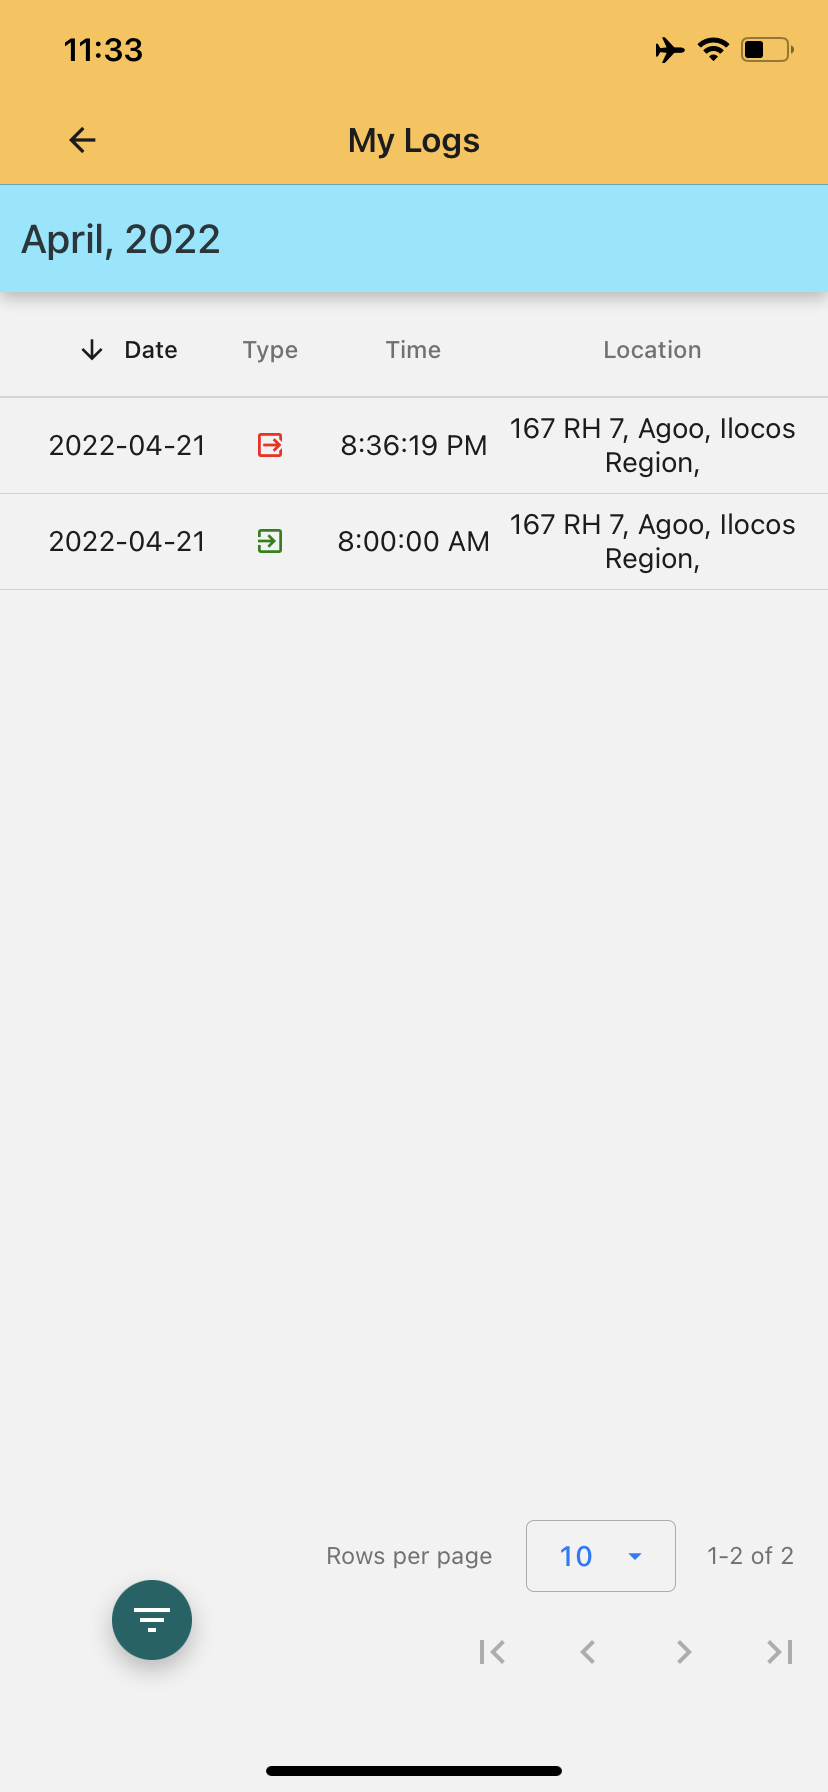 11:33
My Logs
April, 2022
Date Type Time Location
2022-04-21 8:36:19 PM 167 RH 7, Agoo, Ilocos
Region,
2022-04-21 8:00:00 AM 167 RH 7, Agoo, Ilocos
Region,
Rows per page 10 1-2 of 2